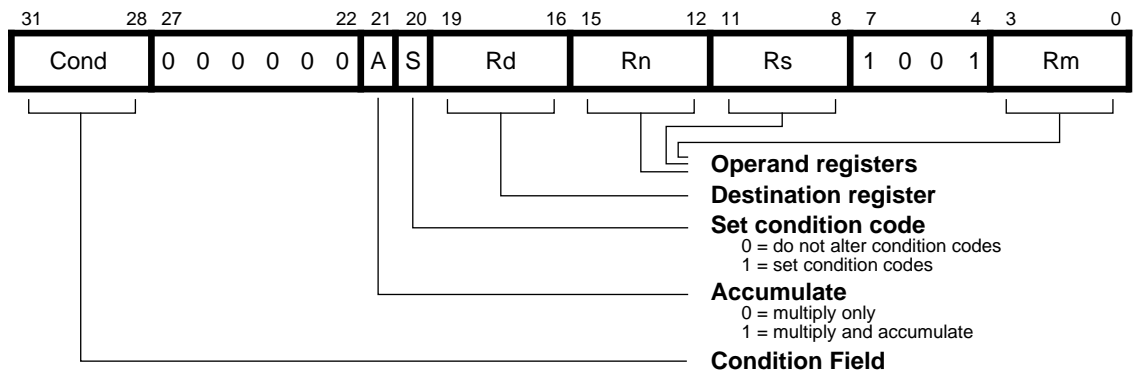 31 28 27 22 21 20 19 16 15 12 11 8 7 4 3 0
Cond 0 0 0 0 0 0 A S Rd Rn Rs 1 0 0 1 Rm
Operand registers
Destination register
Set condition code
0 = do not alter condition codes
1 = set condition codes
Accumulate
0 = multiply only
1 = multiply and accumulate
Condition Field